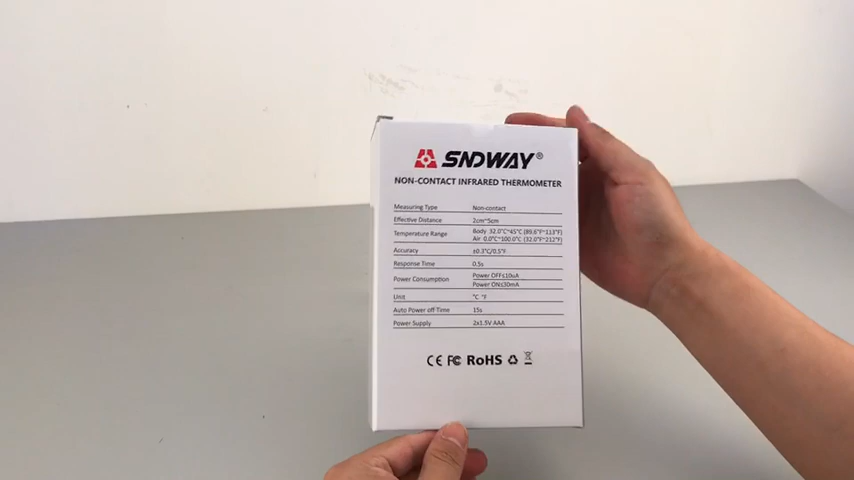 SNDWAY®
NON-CONTACT INFRARED THERMOMETER
Measuring Type Non-contact
Effective Distance 2cm~5cm
Temperature Range Body 32.0°C~45°C (89.6°F~113°F)
Air 0.0°C~100.0°C (32.0°F~212°F)
Accuracy ±0.3°C/0.5°F
Response Time 0.5s
Power Consumption Power OFF≤10uA
Power ON≤30mA
Unit °C °F
Auto Power off Time 15s
Power Supply 2x1.5V AAA
CE FC RoHS